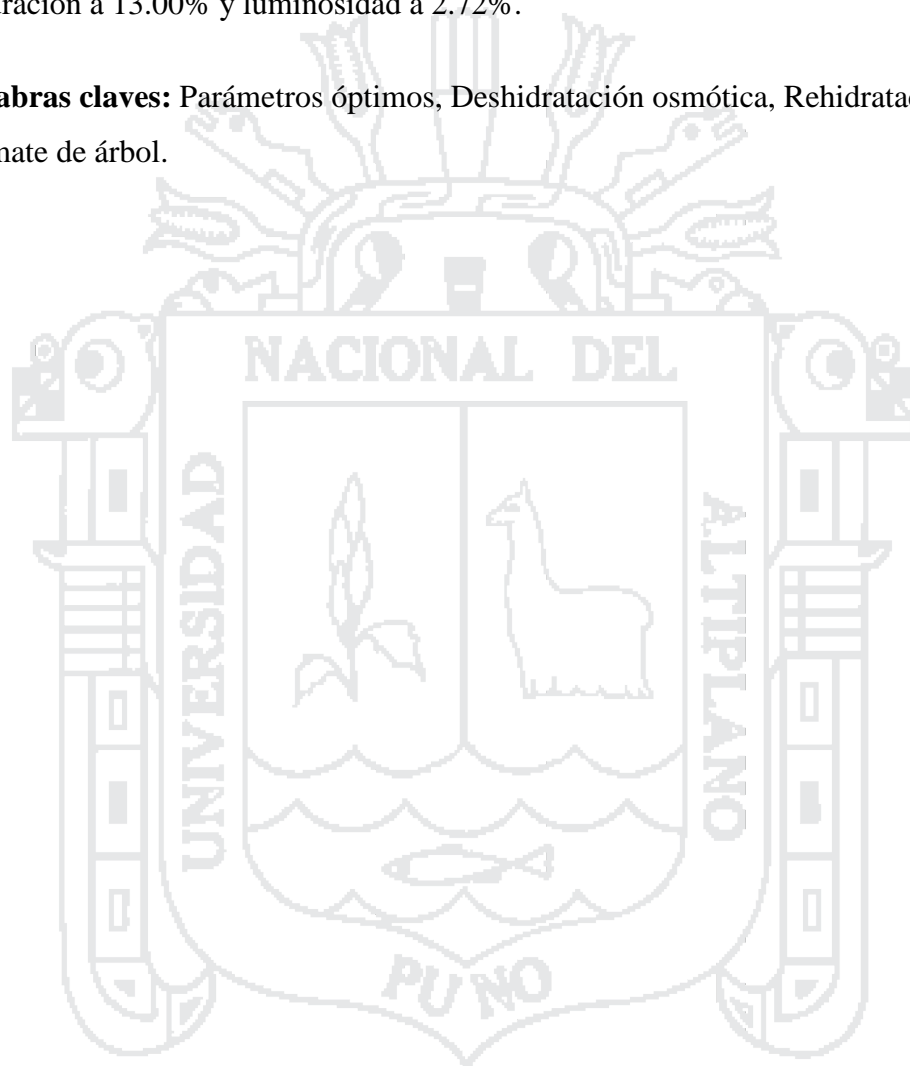 ración a 13.00% y luminosidad a 2.72%.
abras claves: Parámetros óptimos, Deshidratación osmótica, Rehidrata
mate de árbol.
NACIONAL DEL
UNIVERSIDAD
ALTIPLANO
PUNO